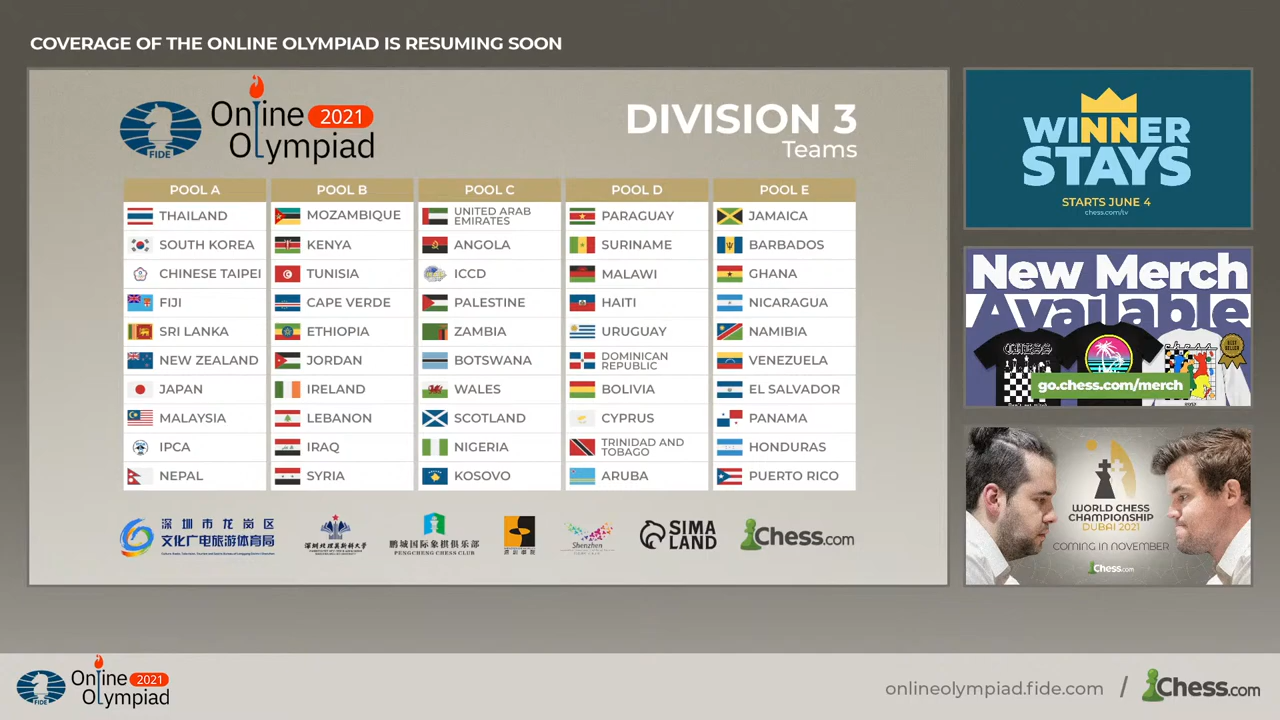 COVERAGE OF THE ONLINE OLYMPIAD IS RESUMING SOON
FIDE
Online 2021
Olympiad
DIVISION 3
Teams
POOL A
THAILAND
SOUTH KOREA
CHINESE TAIPEI
FIJI
SRI LANKA
NEW ZEALAND
JAPAN
MALAYSIA
IPCA
NEPAL
POOL B
MOZAMBIQUE
KENYA
TUNISIA
CAPE VERDE
ETHIOPIA
JORDAN
IRELAND
LEBANON
IRAQ
SYRIA
POOL C
UNITED ARAB
EMIRATES
ANGOLA
ICCD
PALESTINE
ZAMBIA
BOTSWANA
WALES
SCOTLAND
NIGERIA
KOSOVO
POOL D
PARAGUAY
SURINAME
MALAWI
HAITI
URUGUAY
DOMINICAN
REPUBLIC
BOLIVIA
CYPRUS
TRINIDAD AND
TOBAGO
ARUBA
POOL E
JAMAICA
BARBADOS
GHANA
NICARAGUA
NAMIBIA
VENEZUELA
EL SALVADOR
PANAMA
HONDURAS
PUERTO RICO
深圳市龙岗区
文化广电旅游体育局
鹏城国际象棋俱乐部
PENGCHENG CHESS CLUB
Shenzhen
SIMA
LAND
Chess.com
WINNER
STAYS
STARTS JUNE 4
chess.com/tv
New Merch
Available
CHESS
BEST
SELLER
go.chess.com/merch
WORLD CHESS
CHAMPIONSHIP
DUBAI 2021
COMING IN NOVEMBER
Chess.com
FIDE
Online 2021
Olympiad
onlineolympiad.fide.com / Chess.com